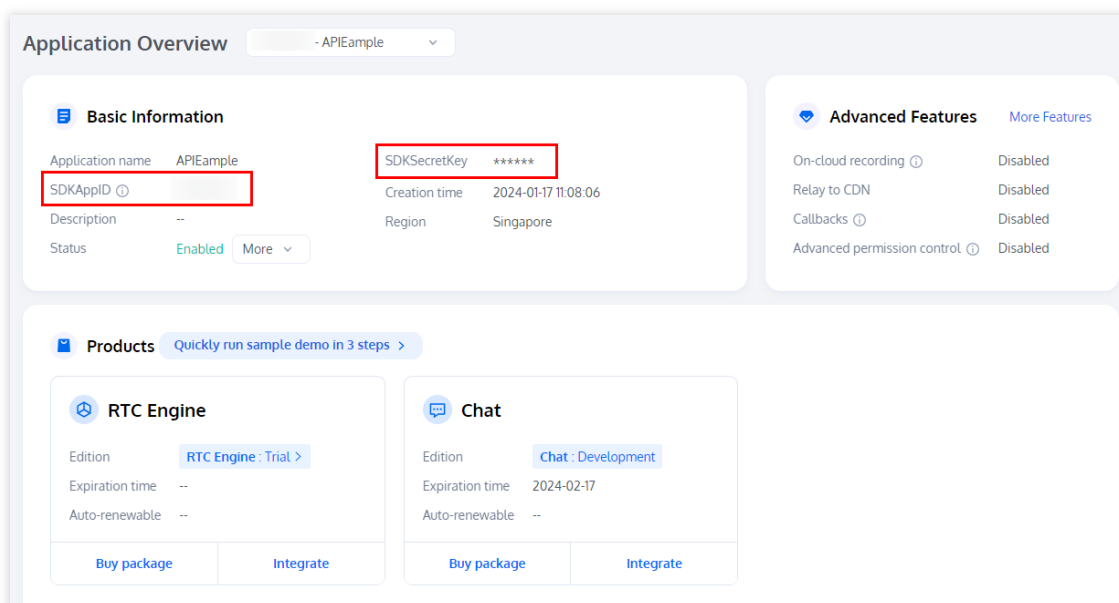 Application Overview
- APIEample
Basic Information
Application name APIEample
SDKAppID
Description --
Status Enabled More
SDKSecretKey ******
Creation time 2024-01-17 11:08:06
Region Singapore
Advanced Features More Features
On-cloud recording Disabled
Relay to CDN Disabled
Callbacks Disabled
Advanced permission control Disabled
Products Quickly run sample demo in 3 steps >
RTC Engine
Edition RTC Engine : Trial >
Expiration time --
Auto-renewable --
Buy package Integrate
Chat
Edition Chat : Development
Expiration time 2024-02-17
Auto-renewable --
Buy package Integrate